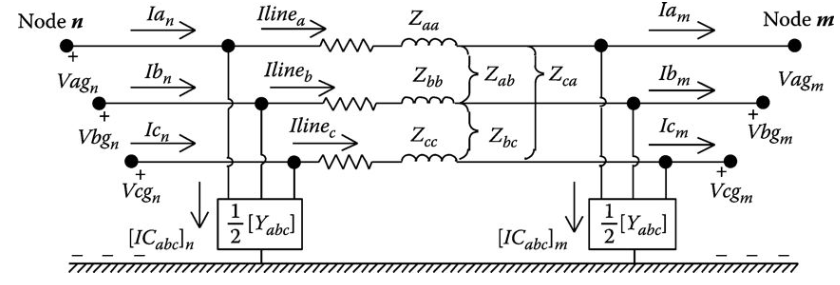 Node n Ia_n Iline_a Z_aa Ia_m Node m
+ +
Vag_n Ib_n Iline_b Z_bb Z_ab Z_ca Ib_m Vag_m
+ +
Vbg_n Ic_n Iline_c Z_cc Z_bc Ic_m Vbg_m
+ +
Vcg_n Vcg_m
[IC_abc]_n 1/2 [Y_abc] [IC_abc]_m 1/2 [Y_abc]